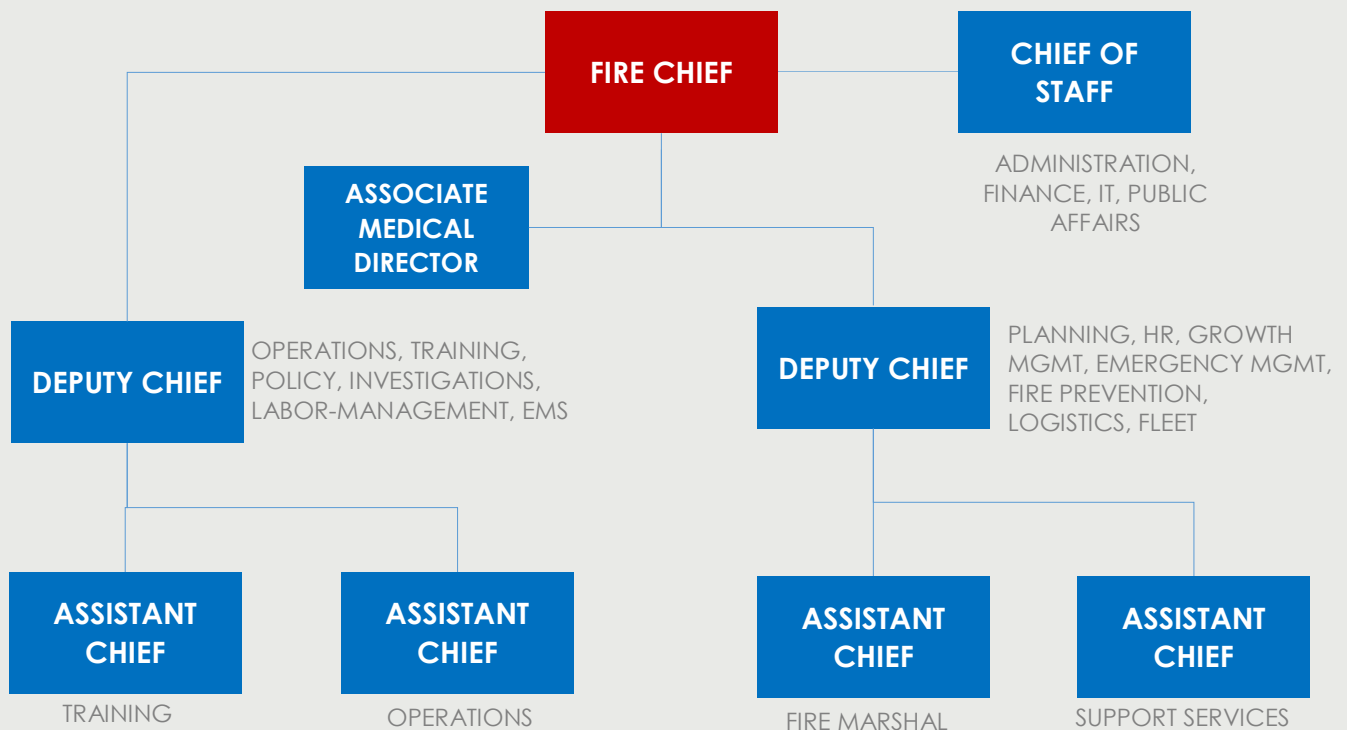 FIRE CHIEF
CHIEF OF
STAFF
ADMINISTRATION,
FINANCE, IT, PUBLIC
AFFAIRS
ASSOCIATE
MEDICAL
DIRECTOR
DEPUTY CHIEF
OPERATIONS, TRAINING,
POLICY, INVESTIGATIONS,
LABOR-MANAGEMENT, EMS
DEPUTY CHIEF
PLANNING, HR, GROWTH
MGMT, EMERGENCY MGMT,
FIRE PREVENTION,
LOGISTICS, FLEET
ASSISTANT
CHIEF
TRAINING
ASSISTANT
CHIEF
OPERATIONS
ASSISTANT
CHIEF
FIRE MARSHAL
ASSISTANT
CHIEF
SUPPORT SERVICES